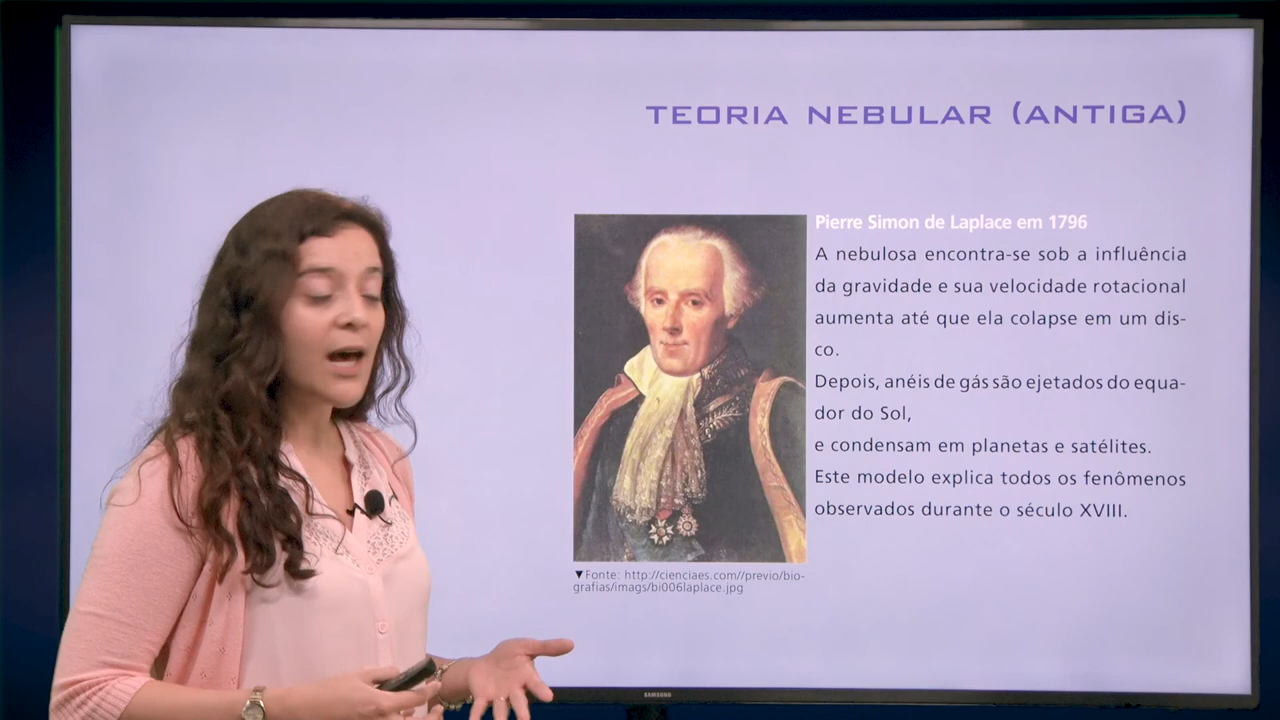 TEORIA NEBULAR (ANTIGA)
Pierre Simon de Laplace em 1796
A nebulosa encontra-se sob a influência
da gravidade e sua velocidade rotacional
aumenta até que ela colapse em um dis-
co.
Depois, anéis de gás são ejetados do equa-
dor do Sol,
e condensam em planetas e satélites.
Este modelo explica todos os fenômenos
observados durante o século XVIII.
▼Fonte: http://cienciaes.com//previo/bio-
grafias/imags/bi006laplace.jpg
SAMSUNG